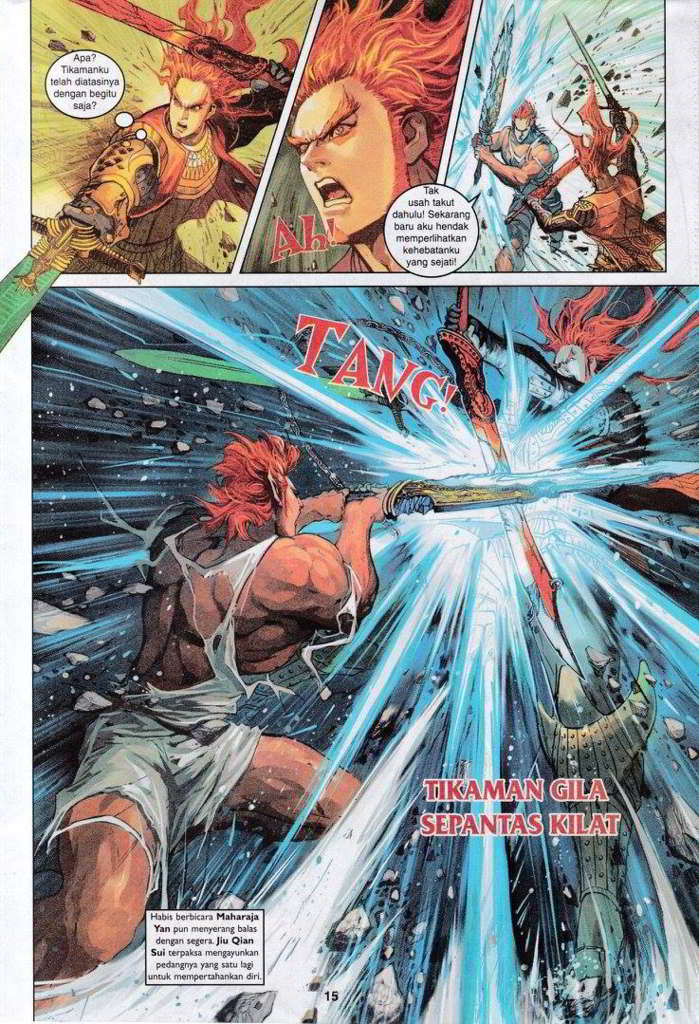 Apa?
Tikamanku
telah diatasinya
dengan begitu
saja?
Ah!
Tak
usah takut
dahulu! Sekarang
baru aku hendak
memperlihatkan
kehebatanku
yang sejati!
TANG!
TIKAMAN GILA
SEPANTAS KILAT
Habis berbicara Maharaja
Yan pun menyerang balas
dengan segera. Jiu Qian
Sui terpaksa mengayunkan
pedangnya yang satu lagi
untuk mempertahankan diri.
15